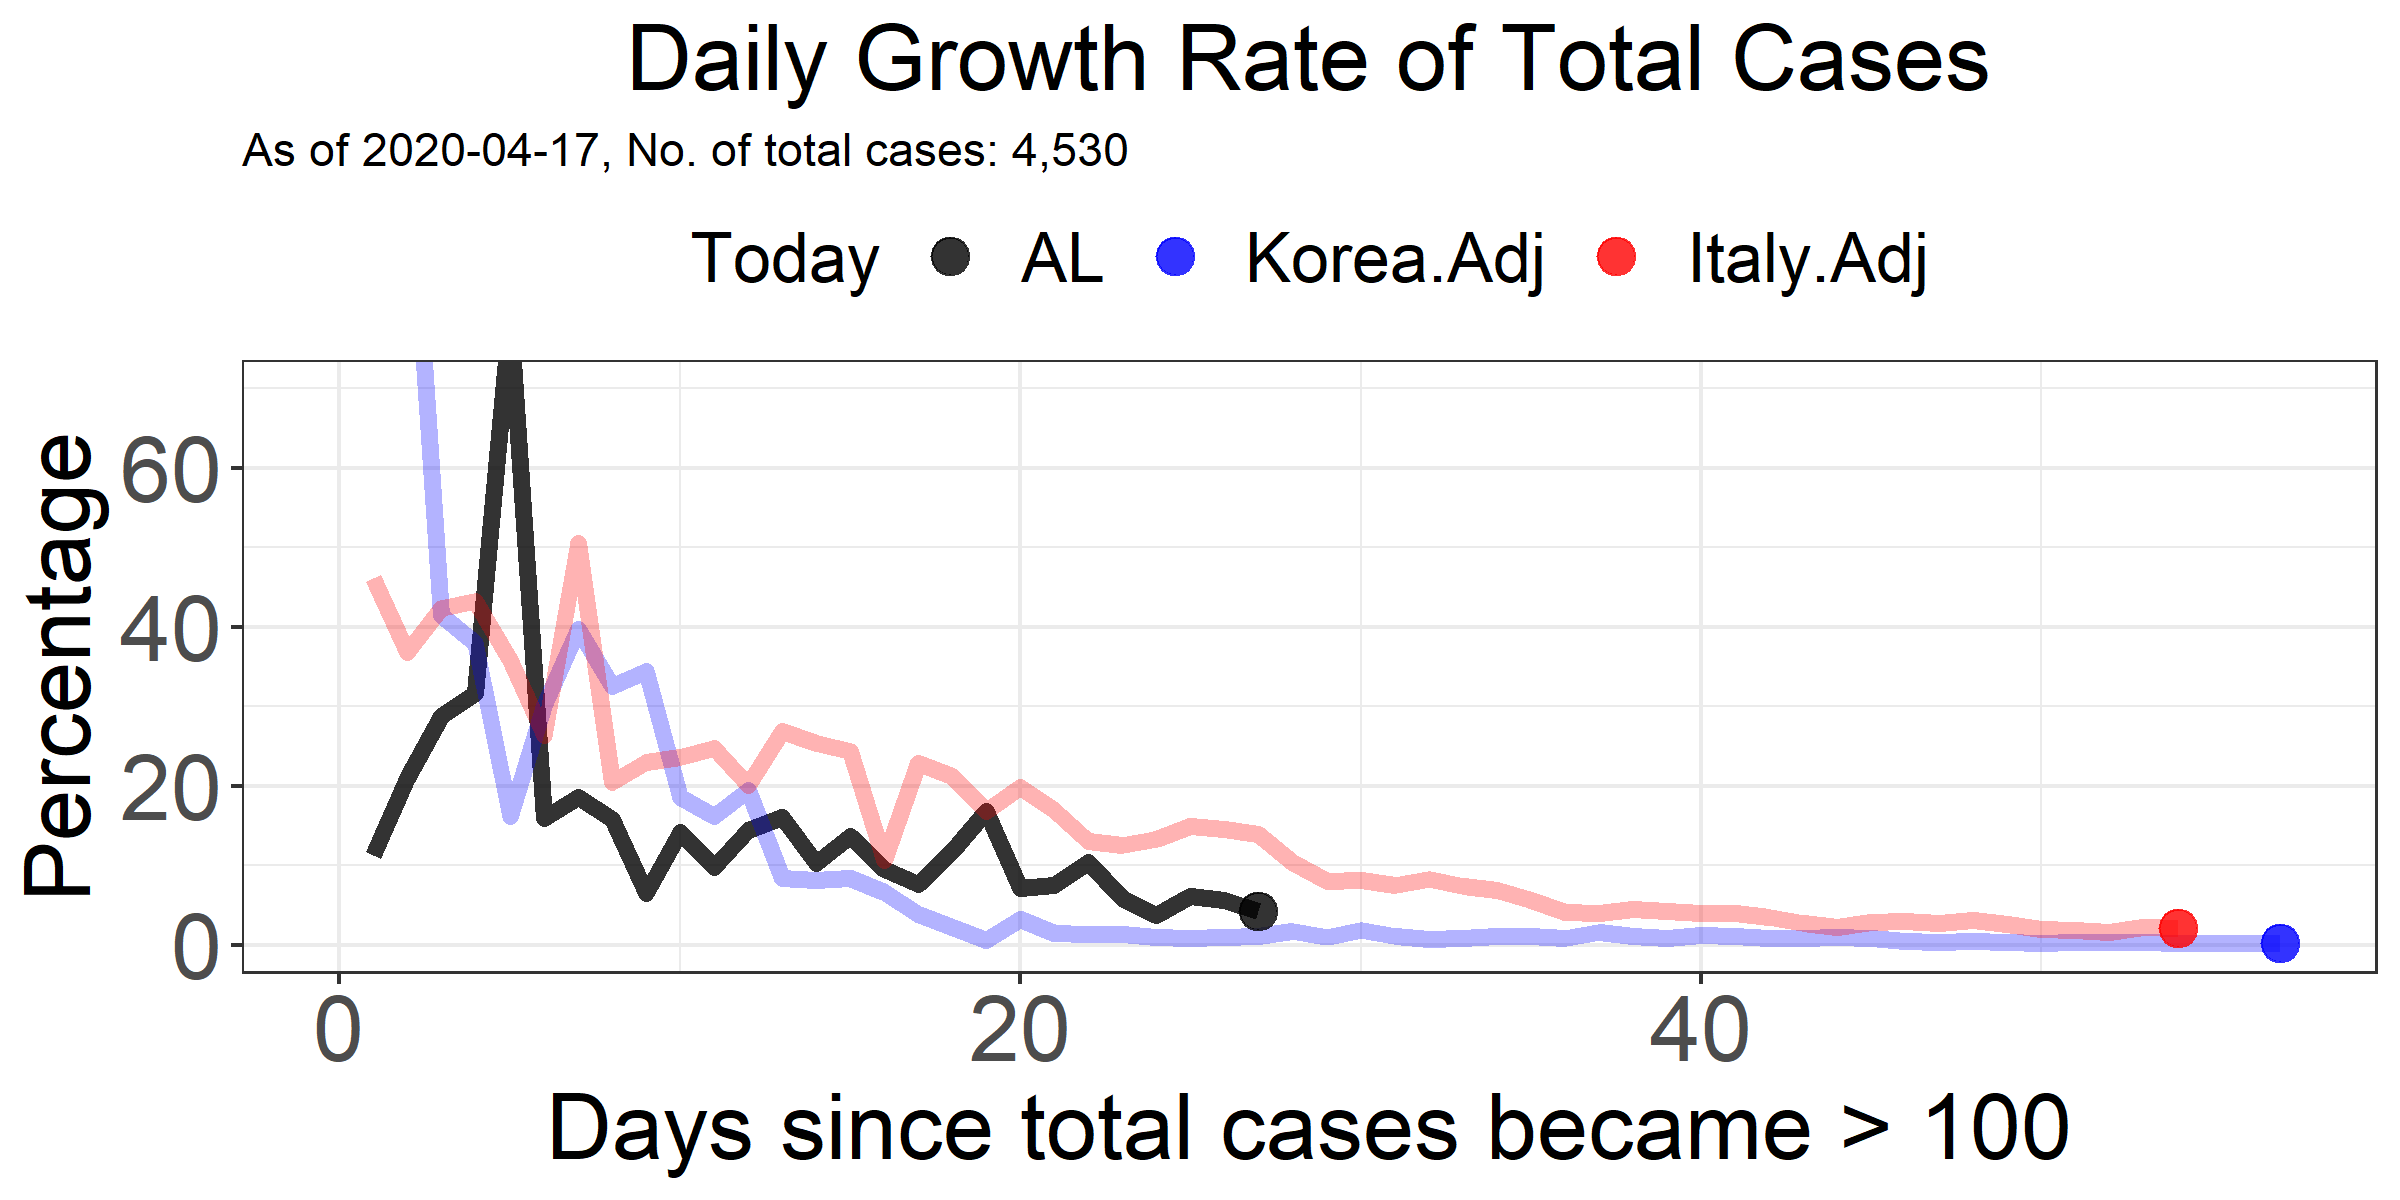 Daily Growth Rate of Total Cases
As of 2020-04-17, No. of total cases: 4,530
Today AL Korea.Adj Italy.Adj
Percentage
60
40
20
0
0 20 40
Days since total cases became > 100